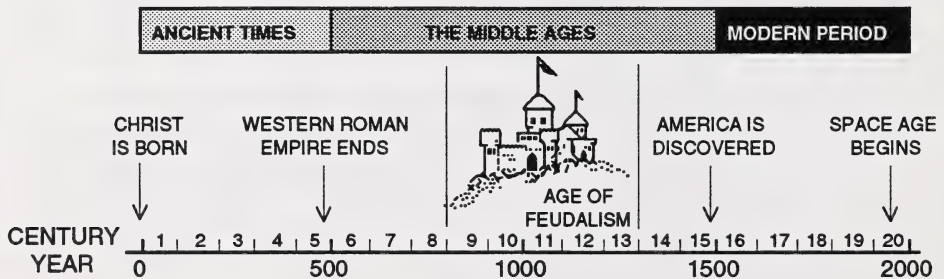 ANCIENT TIMES THE MIDDLE AGES MODERN PERIOD
CHRIST
IS BORN
WESTERN ROMAN
EMPIRE ENDS
AGE OF
FEUDALISM
AMERICA IS
DISCOVERED
SPACE AGE
BEGINS
CENTURY 1 2 3 4 5 6 7 8 9 10 11 12 13 14 15 16 17 18 19 20
YEAR 0 500 1000 1500 2000